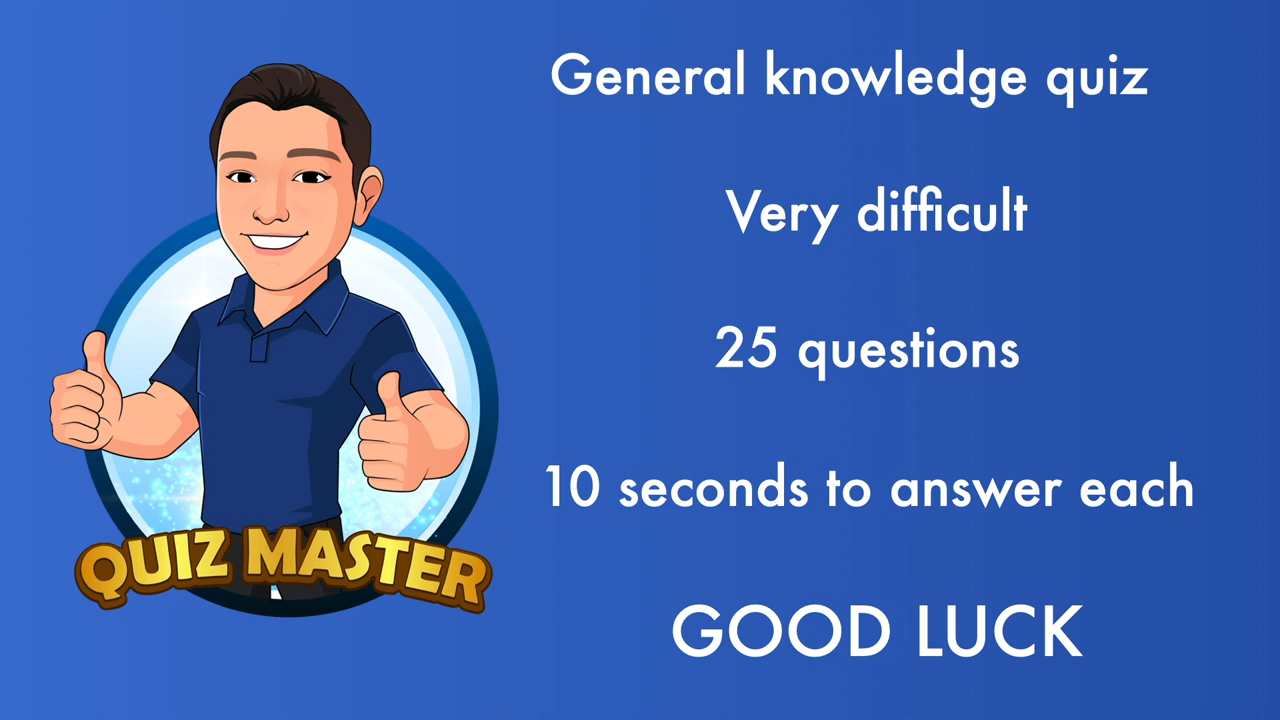 General knowledge quiz
Very difficult
25 questions
10 seconds to answer each
GOOD LUCK
QUIZ MASTER